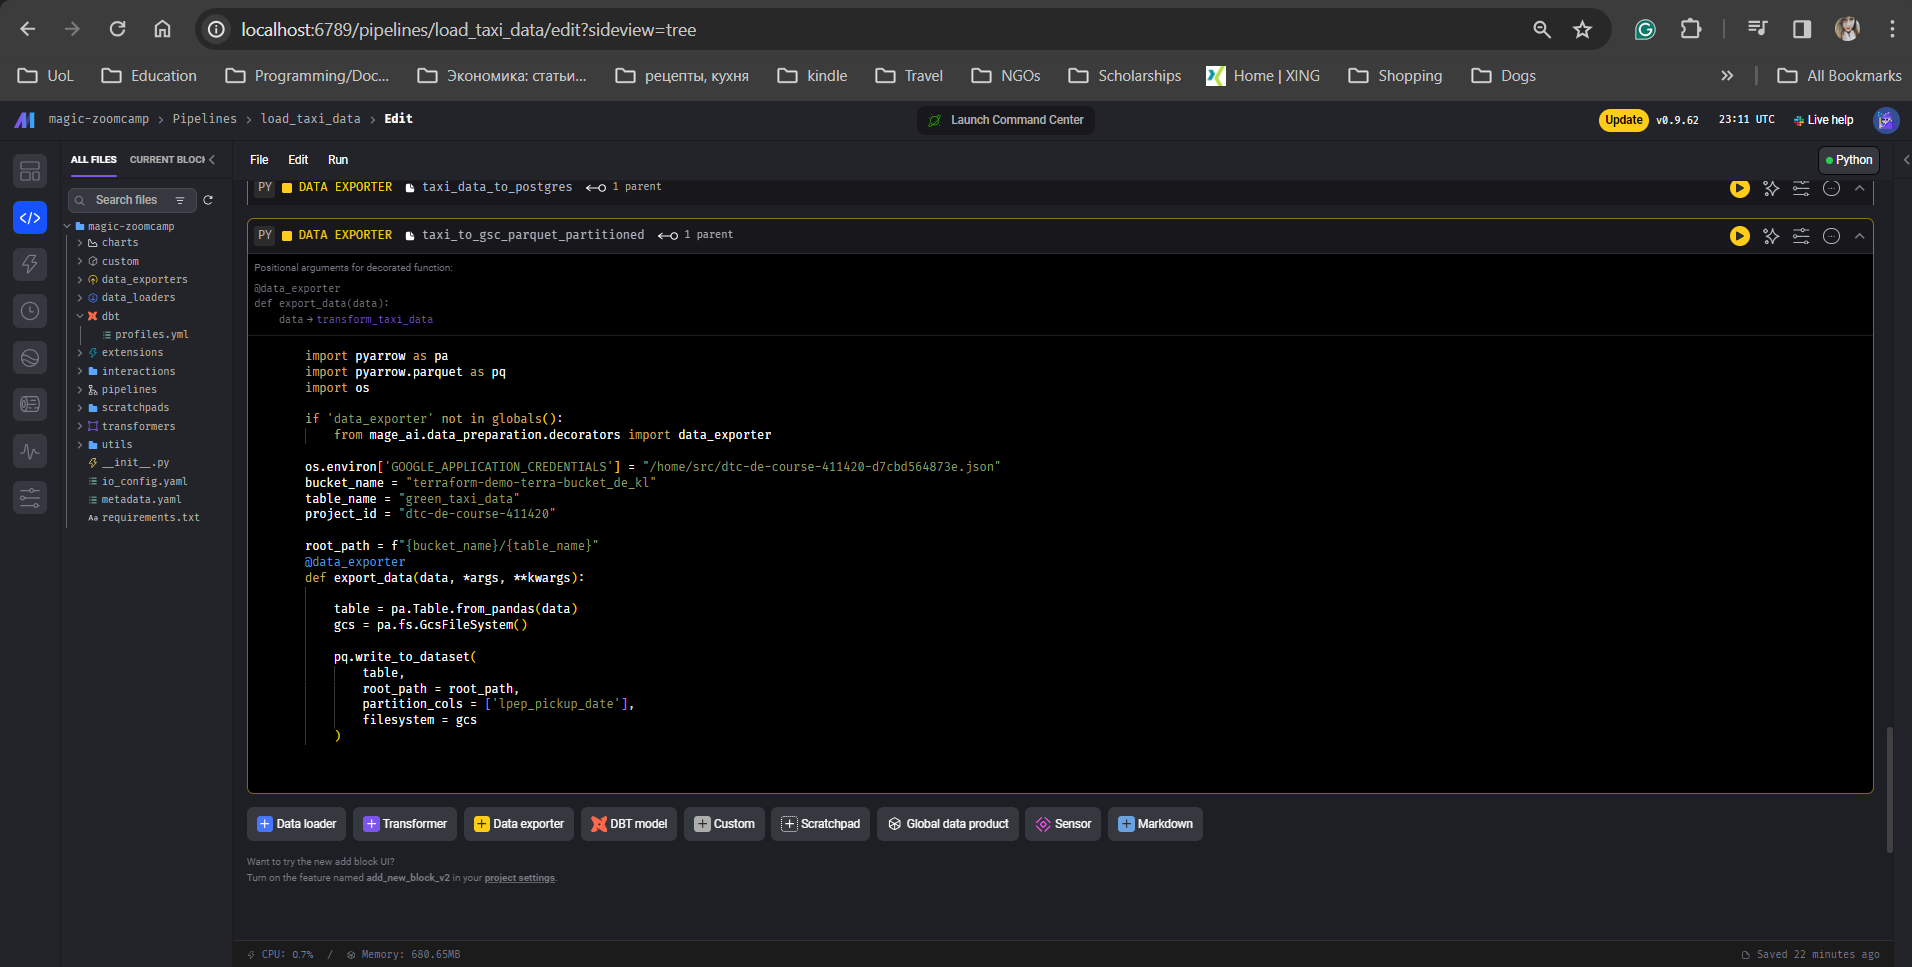 localhost:6789/pipelines/load_taxi_data/edit?sideview=tree
UoL Education Programming/Doc... Экономика: статьи... рецепты, кухня kindle Travel NGOs Scholarships Home | XING Shopping Dogs » All Bookmarks
magic-zoomcamp > Pipelines > load_taxi_data > Edit Launch Command Center Update v0.9.62 23:11 UTC Live help
ALL FILES CURRENT BLOCK File Edit Run Python
Search files
magic-zoomcamp
charts
custom
data_exporters
data_loaders
dbt
profiles.yml
extensions
interactions
pipelines
scratchpads
transformers
utils
__init__.py
io_config.yaml
metadata.yaml
requirements.txt
PY DATA EXPORTER taxi_data_to_postgres 1 parent
PY DATA EXPORTER taxi_to_gsc_parquet_partitioned 1 parent
Positional arguments for decorated function:
@data_exporter
def export_data(data):
data → transform_taxi_data
import pyarrow as pa
import pyarrow.parquet as pq
import os
if 'data_exporter' not in globals():
from mage_ai.data_preparation.decorators import data_exporter
os.environ['GOOGLE_APPLICATION_CREDENTIALS'] = "/home/src/dtc-de-course-411420-d7cbd564873e.json"
bucket_name = "terraform-demo-terra-bucket_de_kl"
table_name = "green_taxi_data"
project_id = "dtc-de-course-411420"
root_path = f"{bucket_name}/{table_name}"
@data_exporter
def export_data(data, *args, **kwargs):
table = pa.Table.from_pandas(data)
gcs = pa.fs.GcsFileSystem()
pq.write_to_dataset(
table,
root_path = root_path,
partition_cols = ['lpep_pickup_date'],
filesystem = gcs
)
Data loader Transformer Data exporter DBT model Custom Scratchpad Global data product Sensor Markdown
Want to try the new add block UI?
Turn on the feature named add_new_block_v2 in your project settings.
CPU: 0.7% / Memory: 680.65MB Saved 22 minutes ago